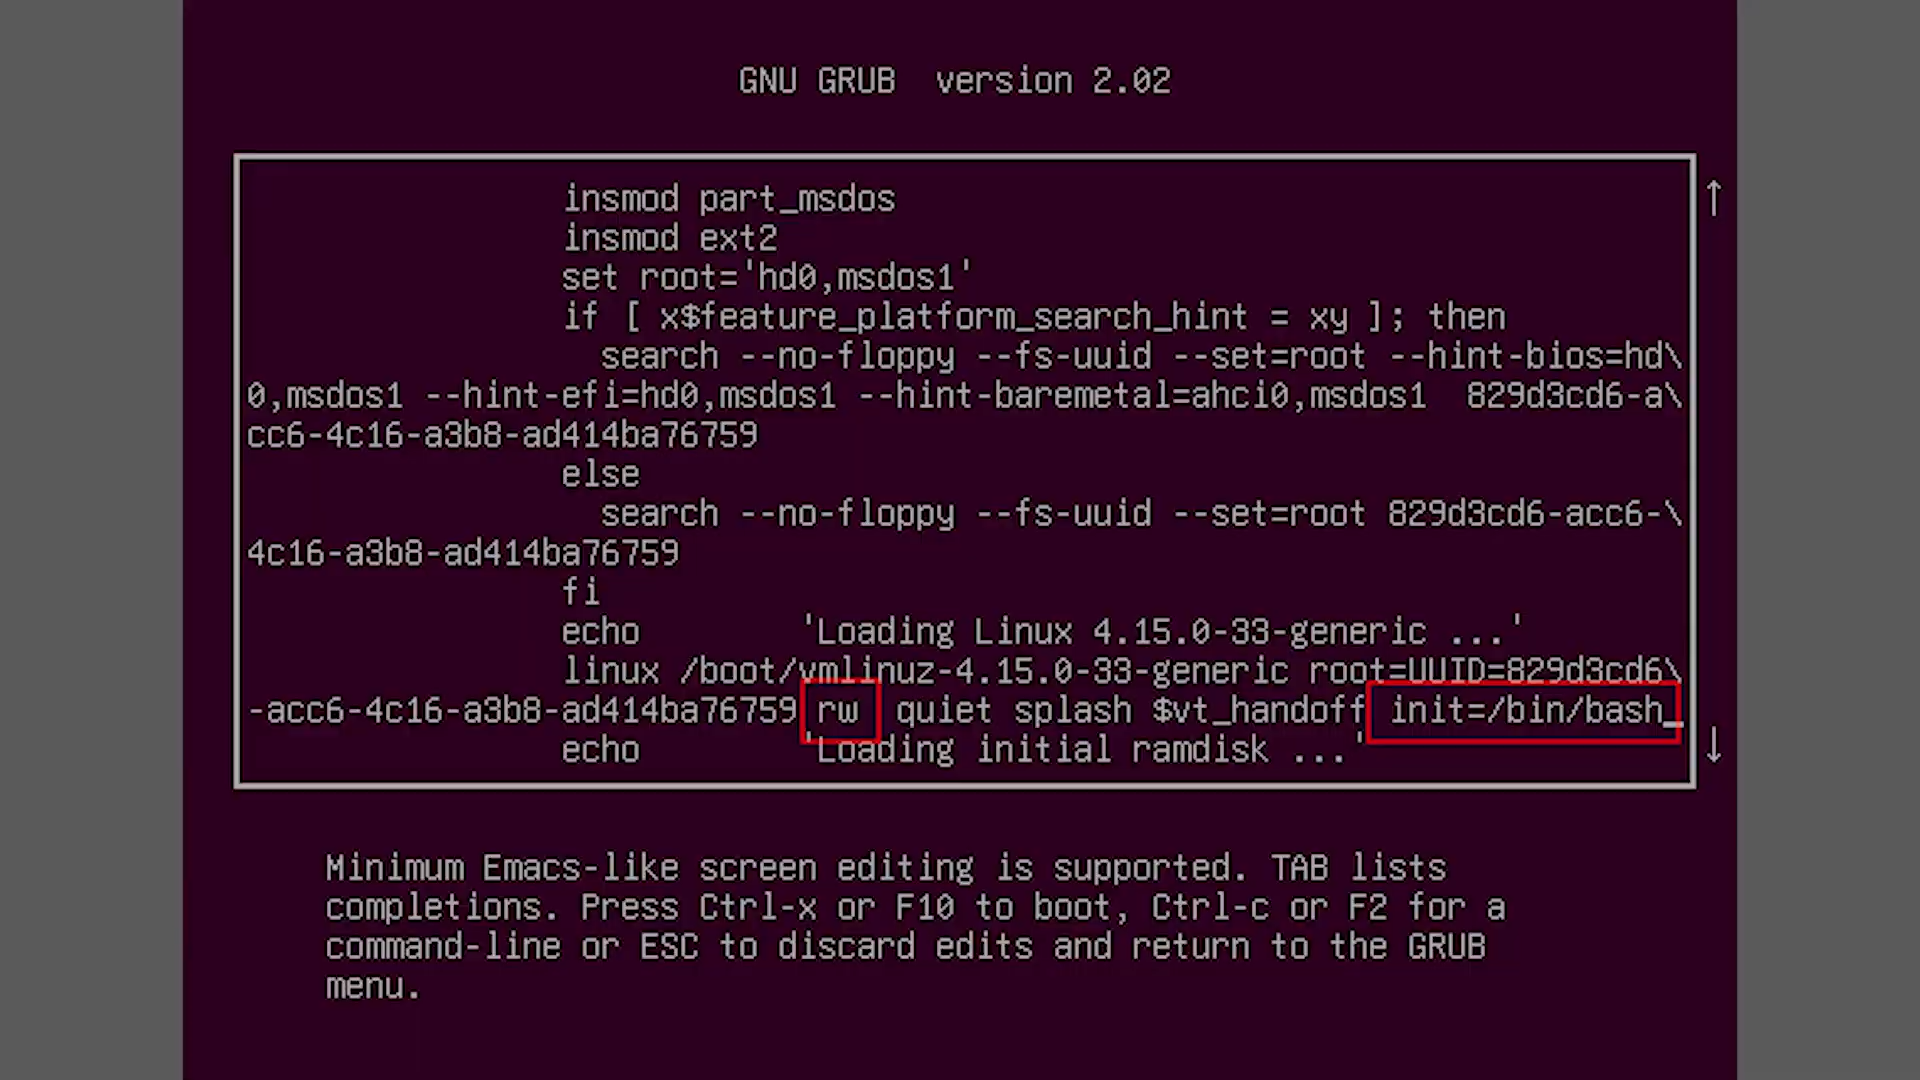 GNU GRUB  version 2.02
insmod part_msdos
insmod ext2
set root='hd0,msdos1'
if [ x$feature_platform_search_hint = xy ]; then
search --no-floppy --fs-uuid --set=root --hint-bios=hd\
0,msdos1 --hint-efi=hd0,msdos1 --hint-baremetal=ahci0,msdos1  829d3cd6-a\
cc6-4c16-a3b8-ad414ba76759
else
search --no-floppy --fs-uuid --set=root 829d3cd6-acc6-\
4c16-a3b8-ad414ba76759
fi
echo        'Loading Linux 4.15.0-33-generic ...'
linux /boot/vmlinuz-4.15.0-33-generic root=UUID=829d3cd6\
-acc6-4c16-a3b8-ad414ba76759 rw  quiet splash $vt_handoff init=/bin/bash_
echo        'Loading initial ramdisk ...'
Minimum Emacs-like screen editing is supported. TAB lists
completions. Press Ctrl-x or F10 to boot, Ctrl-c or F2 for a
command-line or ESC to discard edits and return to the GRUB
menu.